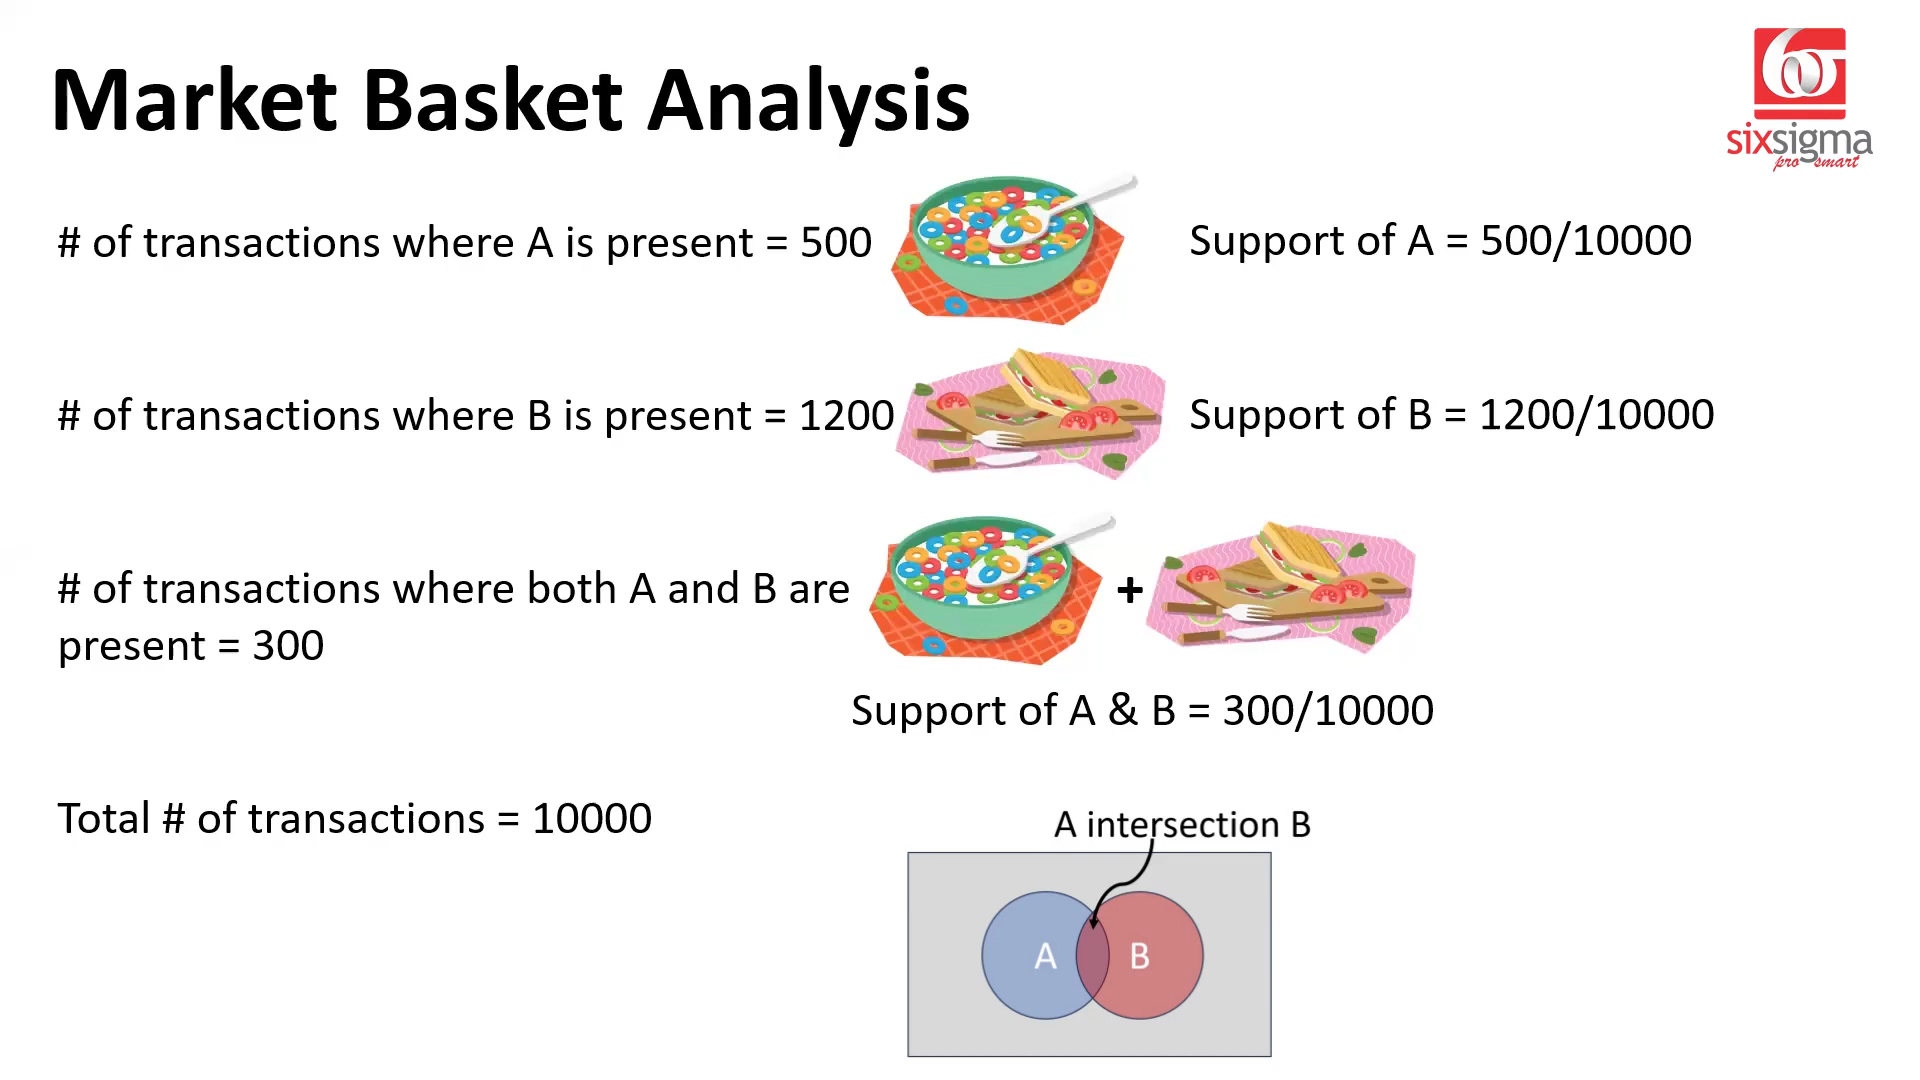 Market Basket Analysis
sixsigma
pro smart
# of transactions where A is present = 500
Support of A = 500/10000
# of transactions where B is present = 1200
Support of B = 1200/10000
# of transactions where both A and B are
present = 300
+
Support of A & B = 300/10000
Total # of transactions = 10000
A intersection B
A
B